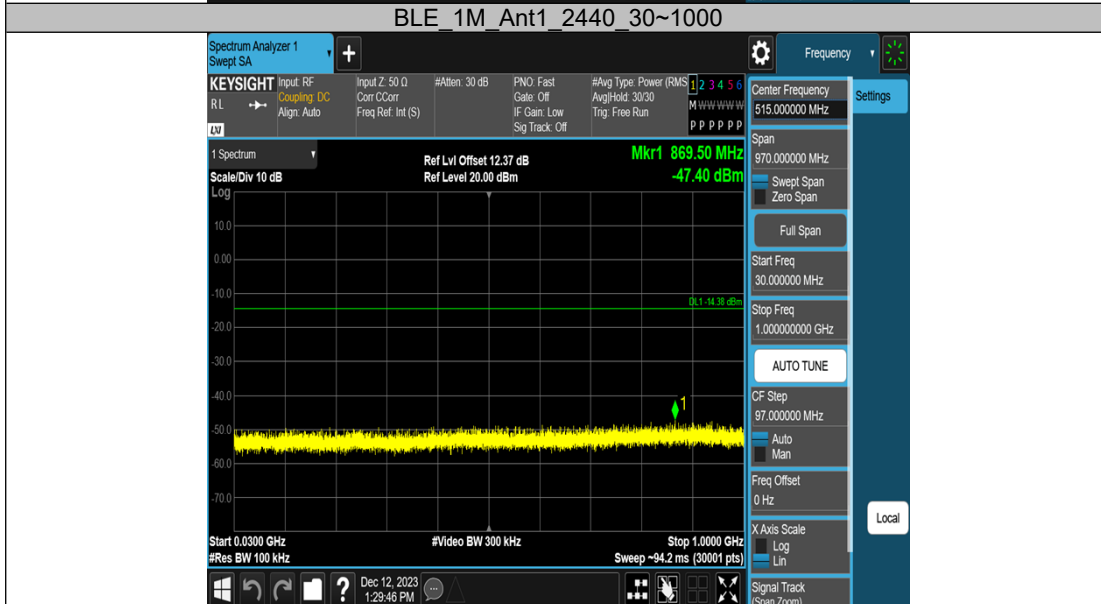 BLE_1M_Ant1_2440_30~1000
Spectrum Analyzer 1
Swept SA
+
Frequency
KEYSIGHT
RL
LXI
Input: RF
Coupling: DC
Align: Auto
Input Z: 50 Ω
Corr CCorr
Freq Ref: Int (S)
#Atten: 30 dB
PNO: Fast
Gate: Off
IF Gain: Low
Sig Track: Off
#Avg Type: Power (RMS
Avg|Hold: 30/30
Trig: Free Run
1 2 3 4 5 6
M W W W W W
P P P P P P
1 Spectrum
Scale/Div 10 dB
Log
Ref Lvl Offset 12.37 dB
Ref Level 20.00 dBm
Mkr1 869.50 MHz
-47.40 dBm
10.0
0.00
-10.0
DL1 -14.38 dBm
-20.0
-30.0
-40.0
1
-50.0
-60.0
-70.0
Start 0.0300 GHz
#Res BW 100 kHz
#Video BW 300 kHz
Stop 1.0000 GHz
Sweep ~94.2 ms (30001 pts)
?
Dec 12, 2023
1:29:46 PM
Center Frequency
515.000000 MHz
Settings
Span
970.000000 MHz
Swept Span
Zero Span
Full Span
Start Freq
30.000000 MHz
Stop Freq
1.000000000 GHz
AUTO TUNE
CF Step
97.000000 MHz
Auto
Man
Freq Offset
0 Hz
Local
X Axis Scale
Log
Lin
Signal Track
(Span Zoom)